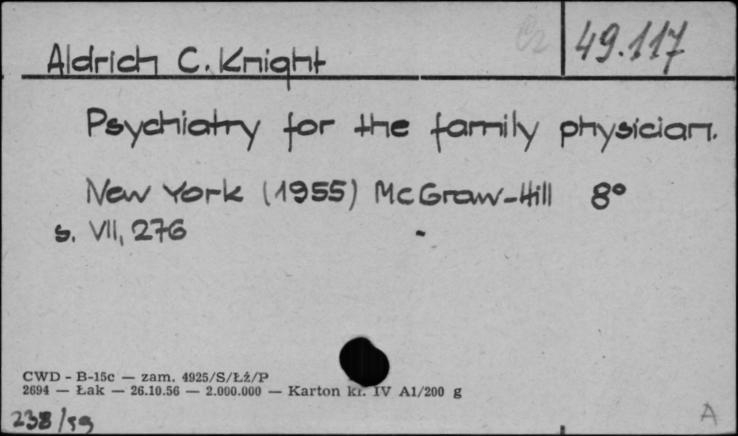 Aldrich C. Knight 49.117
Psychiatry for the family physician.
New York (1955) McGraw-Hill 8°
s. VII, 276
CWD - B-15c — zam. 4925/S/Łż/P
2694 — Łak — 26.10.56 — 2.000.000 — Karton kl. IV A1/200 g
238/59
A